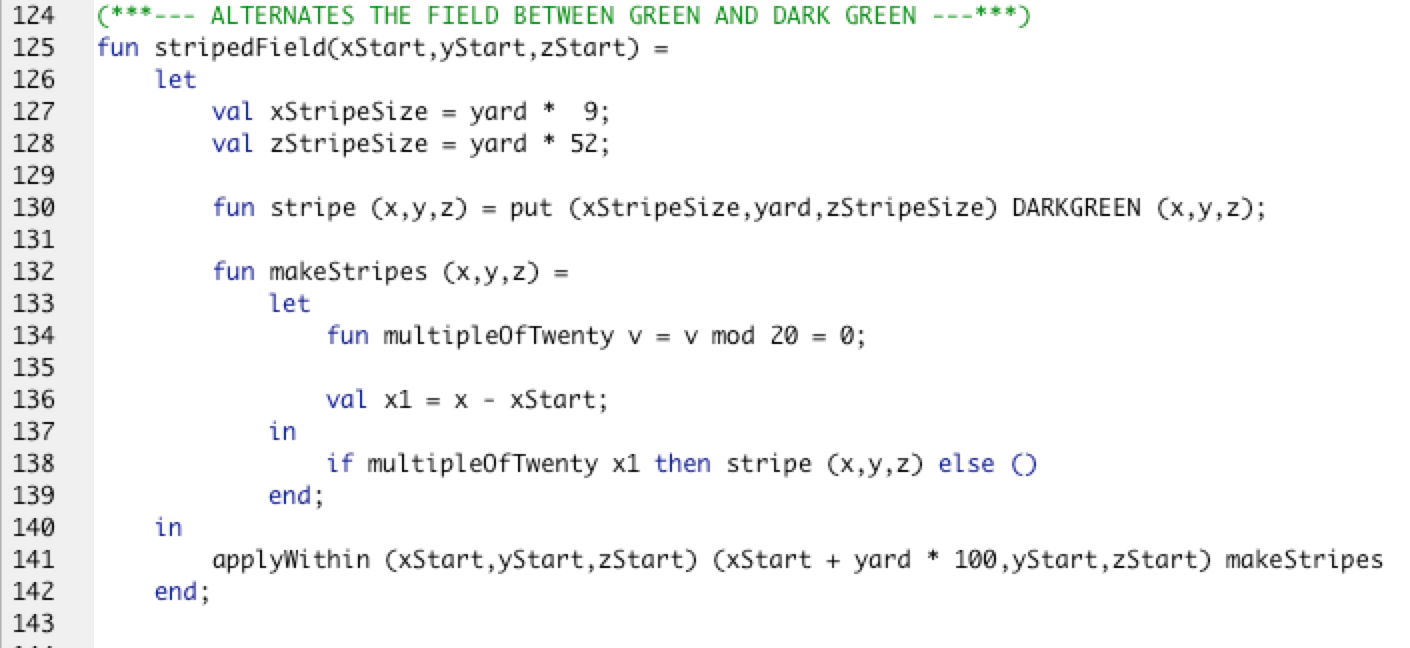 124 (***--- ALTERNATES THE FIELD BETWEEN GREEN AND DARK GREEN ---***)
125 fun stripedField(xStart,yStart,zStart) =
126     let
127         val xStripeSize = yard *  9;
128         val zStripeSize = yard * 52;
129
130         fun stripe (x,y,z) = put (xStripeSize,yard,zStripeSize) DARKGREEN (x,y,z);
131
132         fun makeStripes (x,y,z) =
133             let
134                 fun multipleOfTwenty v = v mod 20 = 0;
135
136                 val x1 = x - xStart;
137             in
138                 if multipleOfTwenty x1 then stripe (x,y,z) else ()
139             end;
140     in
141         applyWithin (xStart,yStart,zStart) (xStart + yard * 100,yStart,zStart) makeStripes
142     end;
143